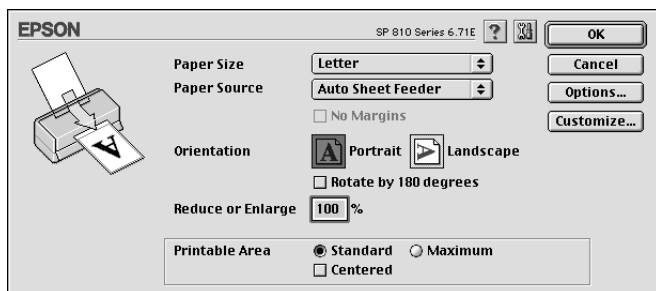 EPSON SP 810 Series 6.71E ? OK
Paper Size Letter Cancel
Paper Source Auto Sheet Feeder Options...
No Margins Customize...
Orientation A Portrait A Landscape
Rotate by 180 degrees
Reduce or Enlarge 100 %
Printable Area Standard Maximum
Centered
A